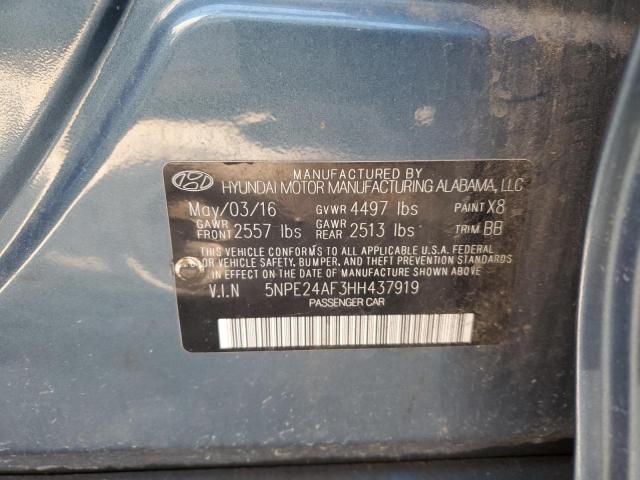 MANUFACTURED BY
HYUNDAI MOTOR MANUFACTURING ALABAMA, LLC
May/03/16 GVWR 4497 lbs PAINT X8
GAWR FRONT 2557 lbs GAWR REAR 2513 lbs TRIM BB
THIS VEHICLE CONFORMS TO ALL APPLICABLE U.S.A. FEDERAL
MOTOR VEHICLE SAFETY, BUMPER, AND THEFT PREVENTION STANDARDS
IN EFFECT ON THE DATE OF MANUFACTURE SHOWN ABOVE.
V.I.N 5NPE24AF3HH437919
PASSENGER CAR